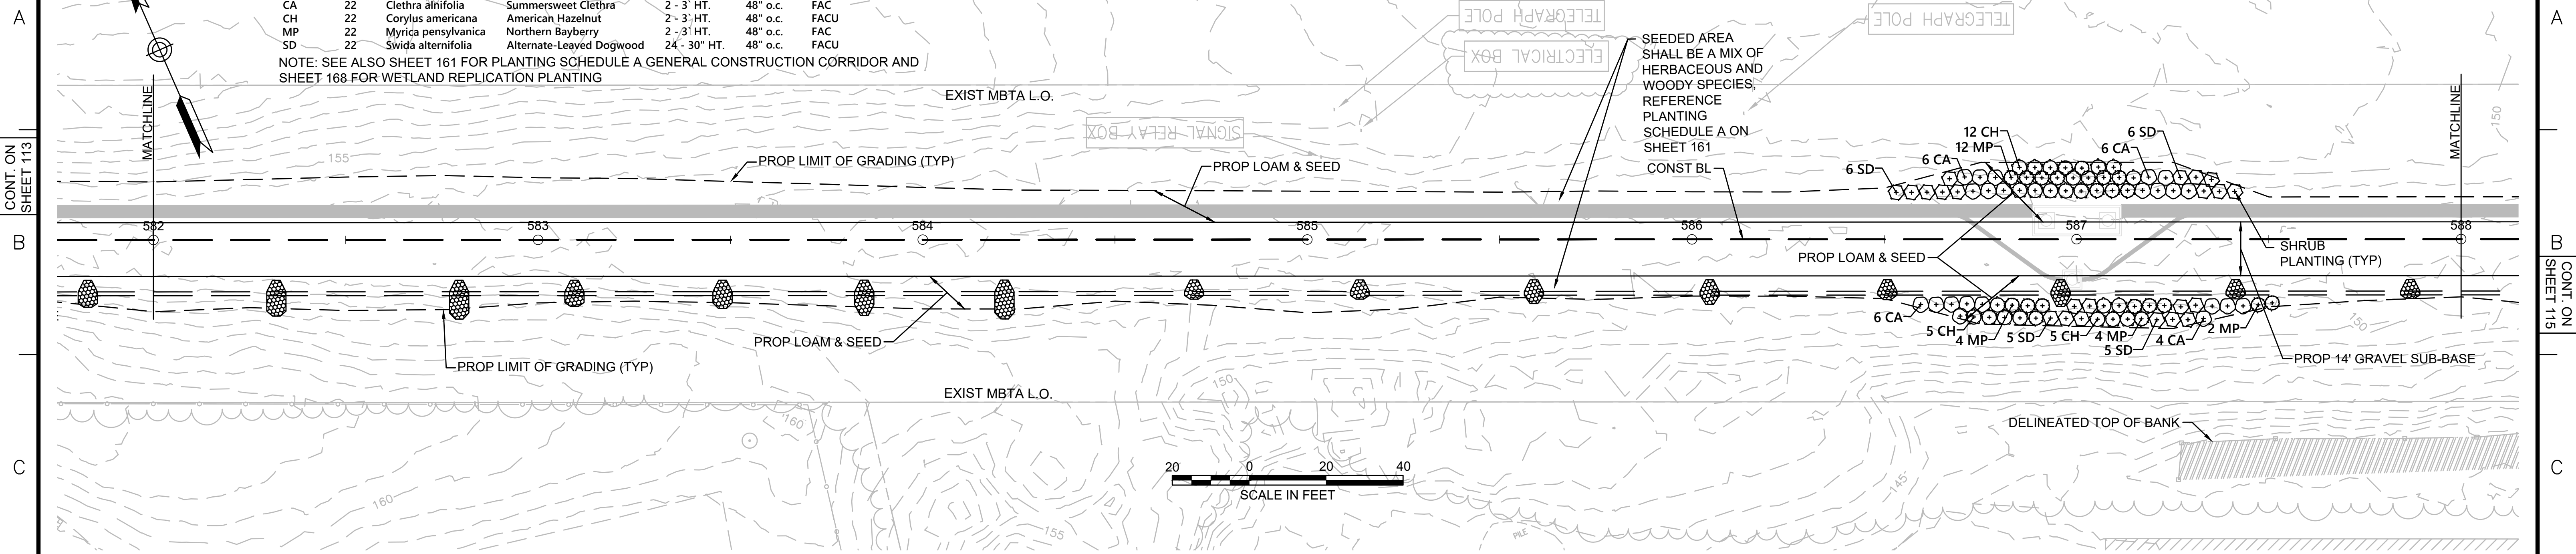 CA 22 Clethra alnifolia Summersweet Clethra 2 - 3' HT. 48" o.c. FAC
CH 22 Corylus americana American Hazelnut 2 - 3' HT. 48" o.c. FACU
MP 22 Myrica pensylvanica Northern Bayberry 2 - 3' HT. 48" o.c. FAC
SD 22 Swida alternifolia Alternate-Leaved Dogwood 24 - 30" HT. 48" o.c. FACU
NOTE: SEE ALSO SHEET 161 FOR PLANTING SCHEDULE A GENERAL CONSTRUCTION CORRIDOR AND
SHEET 168 FOR WETLAND REPLICATION PLANTING
A
A
TELEGRAPH POLE
TELEGRAPH POLE
ELECTRICAL BOX
SIGNAL RELAY BOX
SEEDED AREA
SHALL BE A MIX OF
HERBACEOUS AND
WOODY SPECIES,
REFERENCE
PLANTING
SCHEDULE A ON
SHEET 161
EXIST MBTA L.O.
MATCHLINE
MATCHLINE
150
155
CONT. ON
SHEET 113
PROP LIMIT OF GRADING (TYP)
PROP LOAM & SEED
CONST BL
12 CH
12 MP
6 CA
6 SD
6 SD
6 CA
582
583
584
585
586
587
588
B
B
PROP LOAM & SEED
SHRUB
PLANTING (TYP)
CONT. ON
SHEET 115
6 CA
5 CH
4 MP
5 SD
5 CH
4 MP
5 SD
4 CA
2 MP
150
PROP LOAM & SEED
PROP 14' GRAVEL SUB-BASE
PROP LIMIT OF GRADING (TYP)
EXIST MBTA L.O.
150
160
DELINEATED TOP OF BANK
C
C
20 0 20 40
SCALE IN FEET
160
155
145
PILE